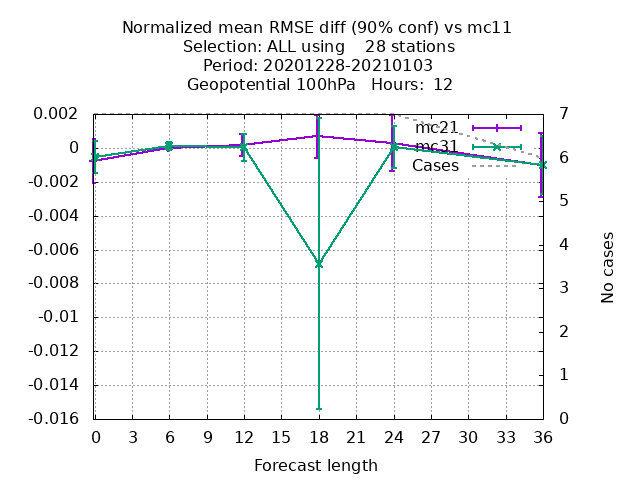 Normalized mean RMSE diff (90% conf) vs mc11
Selection: ALL using    28 stations
Period: 20201228-20210103
Geopotential 100hPa   Hours:  12
0.002
0
-0.002
-0.004
-0.006
-0.008
-0.01
-0.012
-0.014
-0.016
mc21
mc31
Cases
7
6
5
4
3
2
1
0
No cases
0 3 6 9 12 15 18 21 24 27 30 33 36
Forecast length